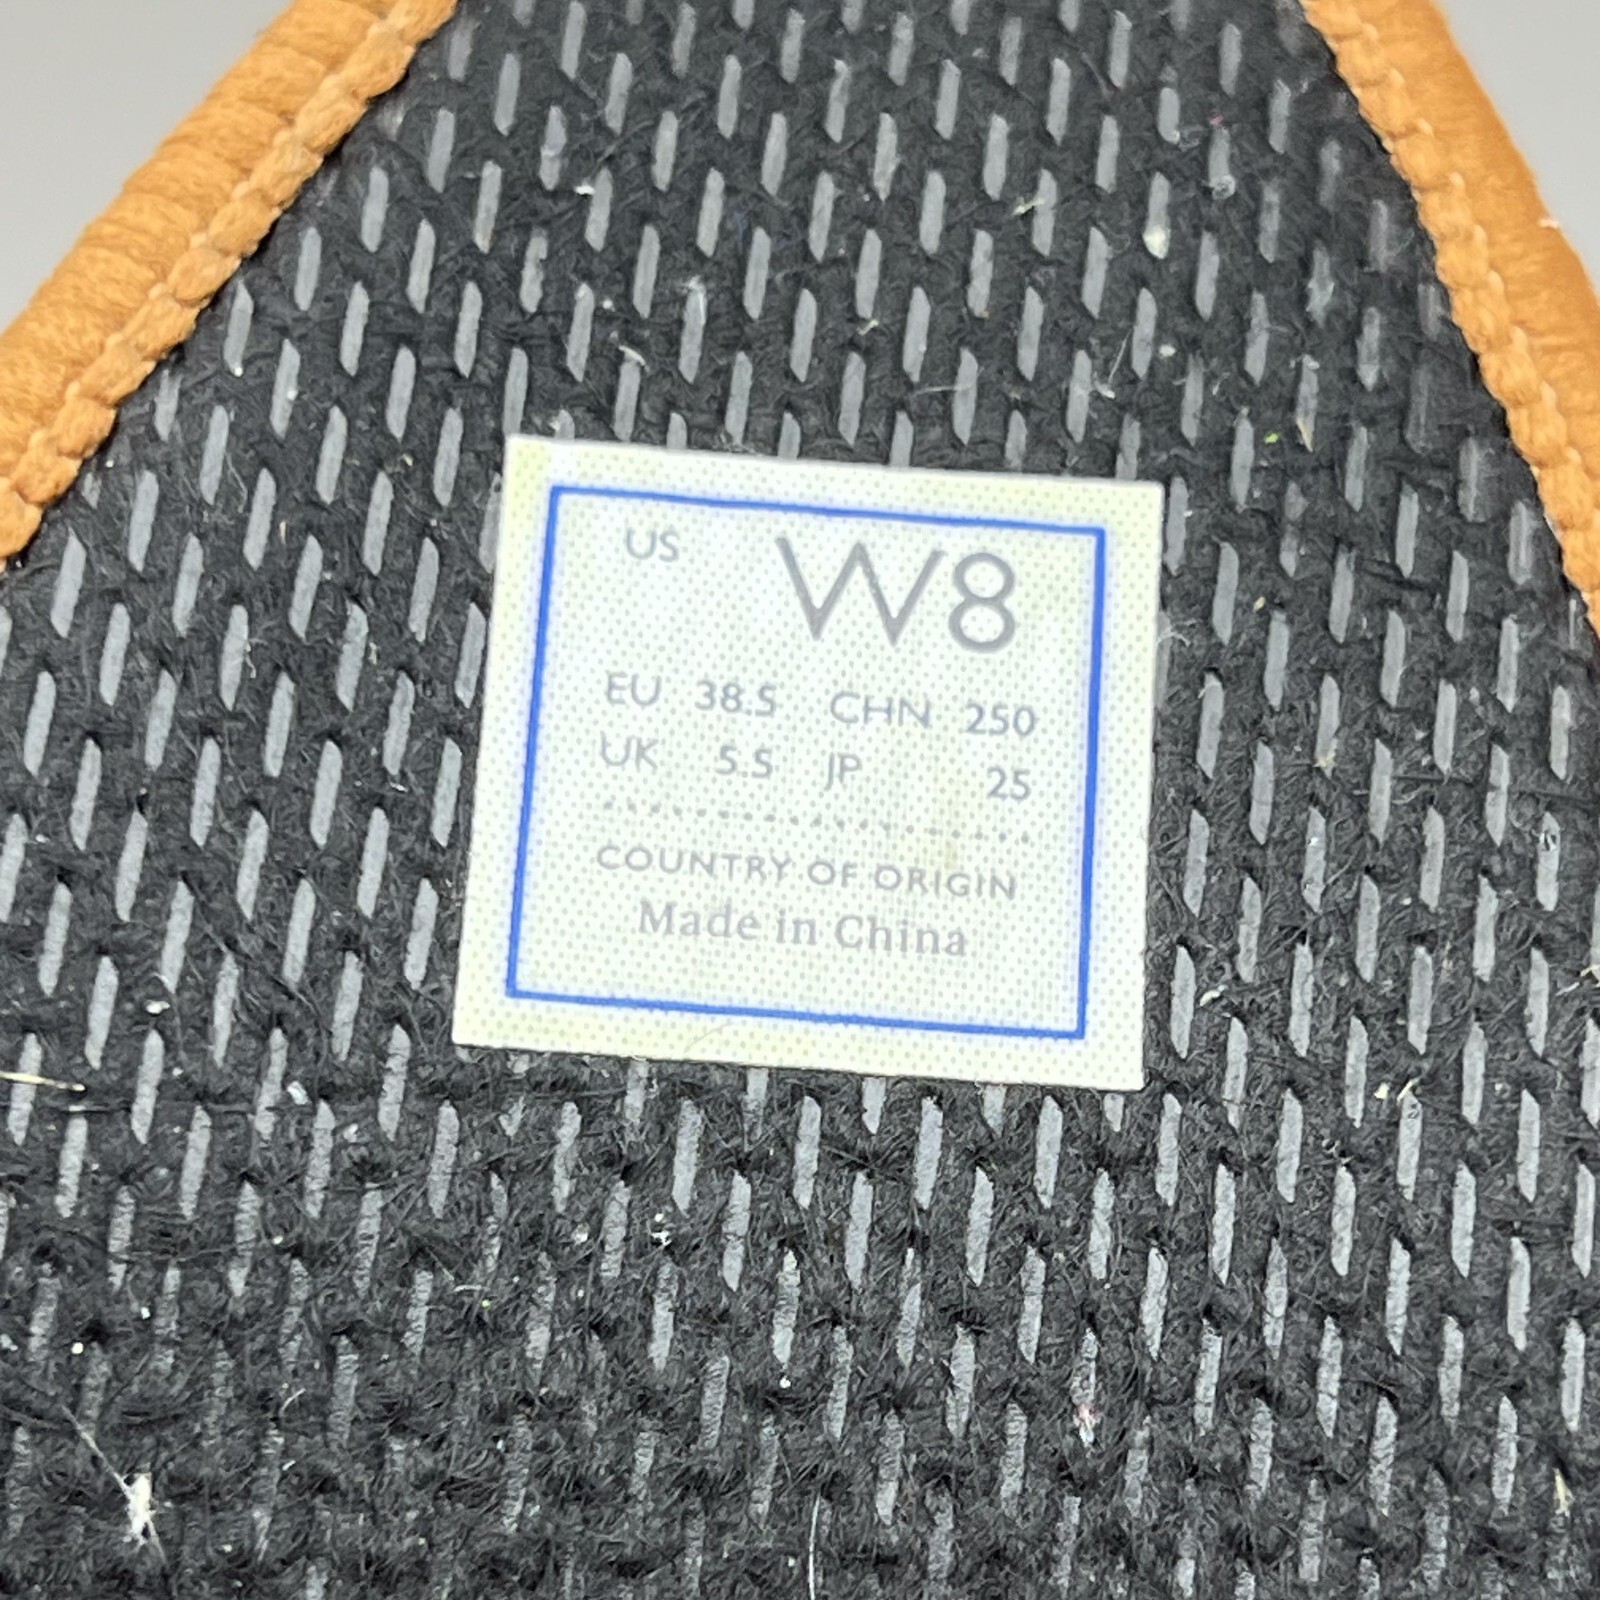 US W8
EU 38.5 CHN 250
UK 5.5 JP 25
COUNTRY OF ORIGIN
Made in China